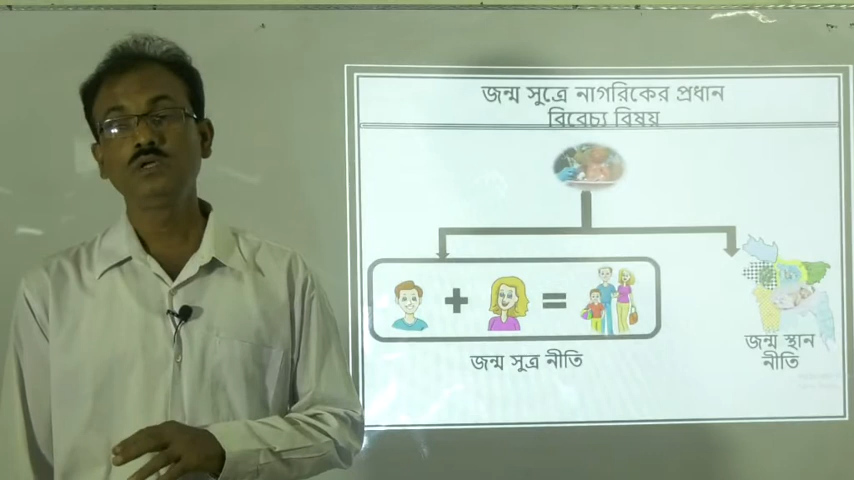 জন্ম সুত্রে নাগরিকের প্রধান
বিবেচ্য বিষয়
জন্ম সুত্র নীতি
জন্ম স্থান
নীতি